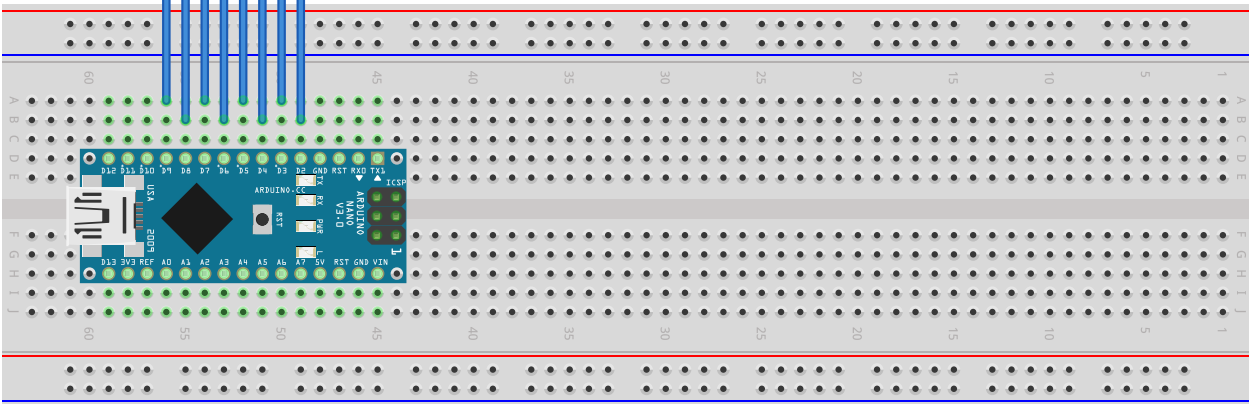 60 55 50 45 40 35 30 25 20 15 10 5 1
A A
B B
C C
D D
E E
D12 D11 D10 D9 D8 D7 D6 D5 D4 D3 D2 GND RST RX0 TX1
TX
RX
PWR
L
ICSP
ARDUINO.CC
RST
ARDUINO
NANO
V3.0
1
USA
2009
D13 3V3 REF A0 A1 A2 A3 A4 A5 A6 A7 5V RST GND VIN
F F
G G
H H
I I
J J
60 55 50 45 40 35 30 25 20 15 10 5 1